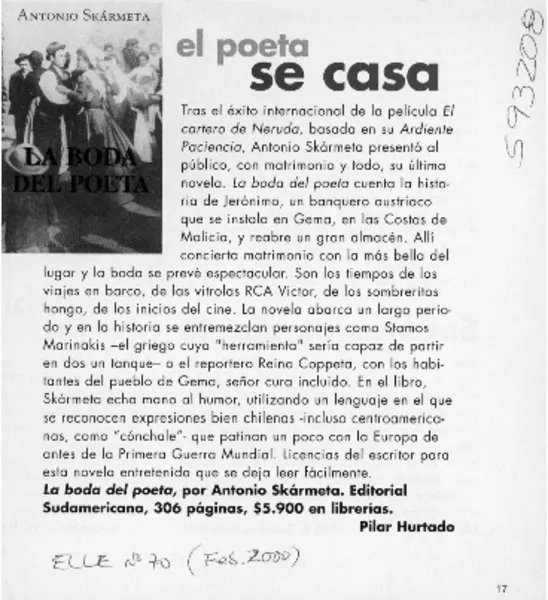 ANTONIO SKÁRMETA
LA BODA
DEL POETA
593208
el poeta
se casa
Tras el éxito internacional de la película El
cartero de Neruda, basada en su Ardiente
Paciencia, Antonio Skármeta presentó al
público, con matrimonio y todo, su última
novela. La boda del poeta cuenta la histo-
ria de Jerónimo, un banquero austríaco
que se instala en Gema, en las Costas de
Malicia, y reabre un gran almacén. Allí
concierta matrimonio con la más bella del
lugar y la boda se prevé espectacular. Son los tiempos de los
viajes en barco, de las vitrolas RCA Victor, de los sombreritos
hongo, de los inicios del cine. La novela abarca un largo perío-
do y en la historia se entremezclan personajes como Stamos
Marinakis –el griego cuya "herramienta" sería capaz de partir
en dos un tanque– o el reportero Reino Coppeta, con los habi-
tantes del pueblo de Gema, señor cura incluido. En el libro,
Skármeta echa mano al humor, utilizando un lenguaje en el que
se reconocen expresiones bien chilenas -incluso centroamerica-
nas, como "cónchale"- que patinan un poco con la Europa de
antes de la Primera Guerra Mundial. Licencias del escritor para
esta novela entretenida que se deja leer fácilmente.
La boda del poeta, por Antonio Skármeta. Editorial
Sudamericana, 306 páginas, $5.900 en librerías.
Pilar Hurtado
ELLE Nº 70 (Feb. 2000)
17